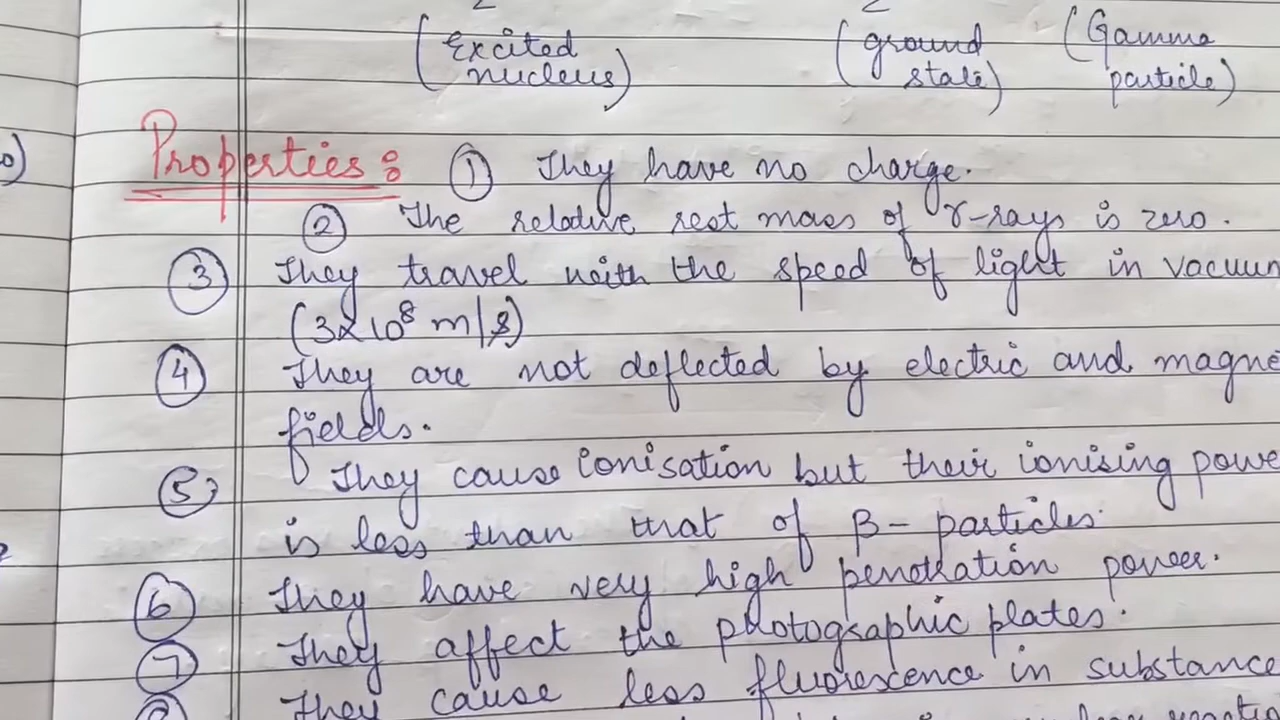 (Excited (ground (Gamma
nucleus) state) particle)
Properties: ① They have no charge.
② The relative rest mass of γ-rays is zero.
③ They travel with the speed of light in vacuum
(3x10⁸ m/s)
④ They are not deflected by electric and magne
fields.
⑤ They cause ionisation but their ionising powe
is less than that of β- particles.
⑥ They have very high penetration power.
⑦ They affect the photographic plates.
⑧ They cause less fluorescence in substance